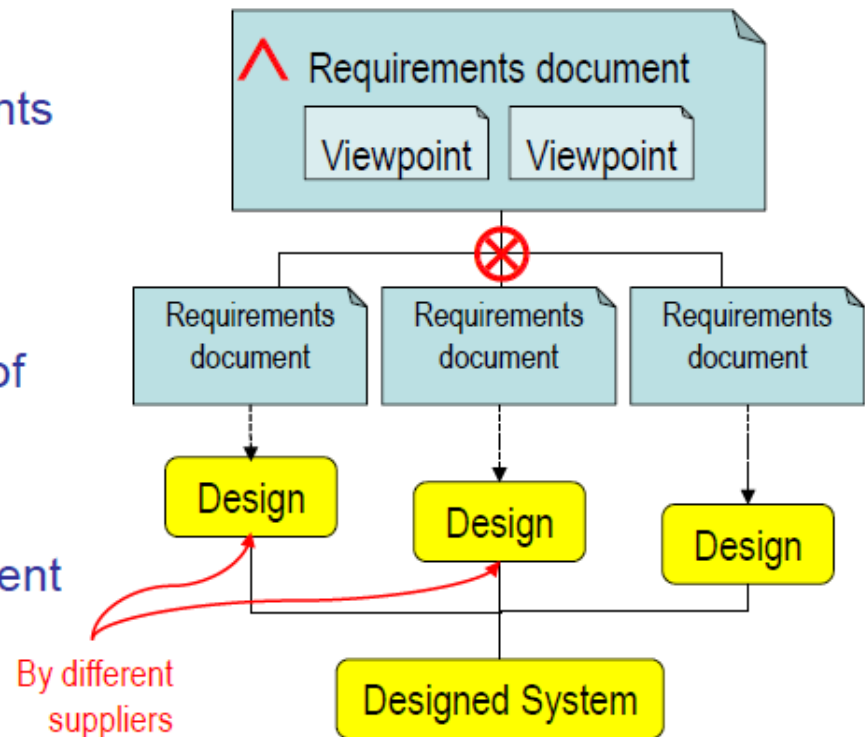 ∧ Requirements document
nts
Viewpoint Viewpoint
⊗
Requirements
document
Requirements
document
Requirements
document
of
Design
Design
Design
ent
By different
suppliers
Designed System